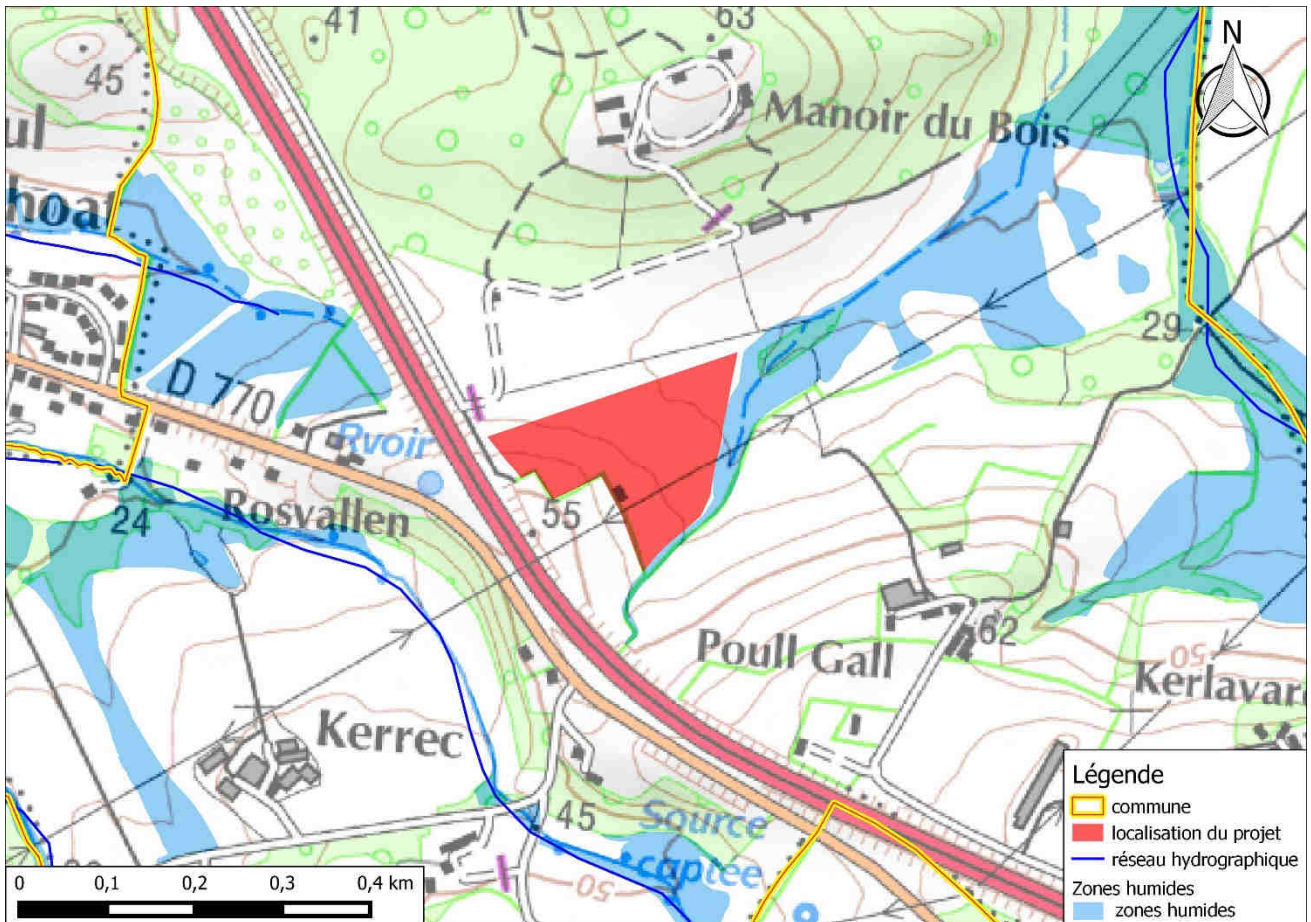 41
63
N
45
Manoir du Bois
ul
hoat
29
D 770
Rvoir
55
24
Rosvallen
62
Poull Gall
50
Kerlavar
Kerrec
45
Source
captée
50
Légende
commune
localisation du projet
réseau hydrographique
Zones humides
zones humides
0 0,1 0,2 0,3 0,4 km